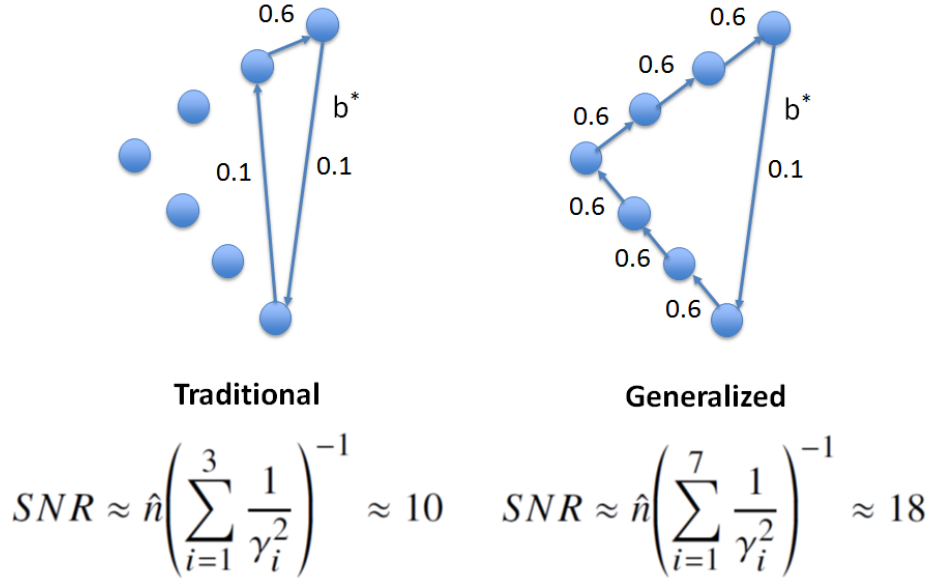 0.6
b*
0.1
0.1
Traditional
SNR ≈ n̂(∑_{i=1}^{3} 1/γ_i^2)^{-1} ≈ 10
0.6
0.6
0.6
b*
0.1
0.6
0.6
0.6
Generalized
SNR ≈ n̂(∑_{i=1}^{7} 1/γ_i^2)^{-1} ≈ 18